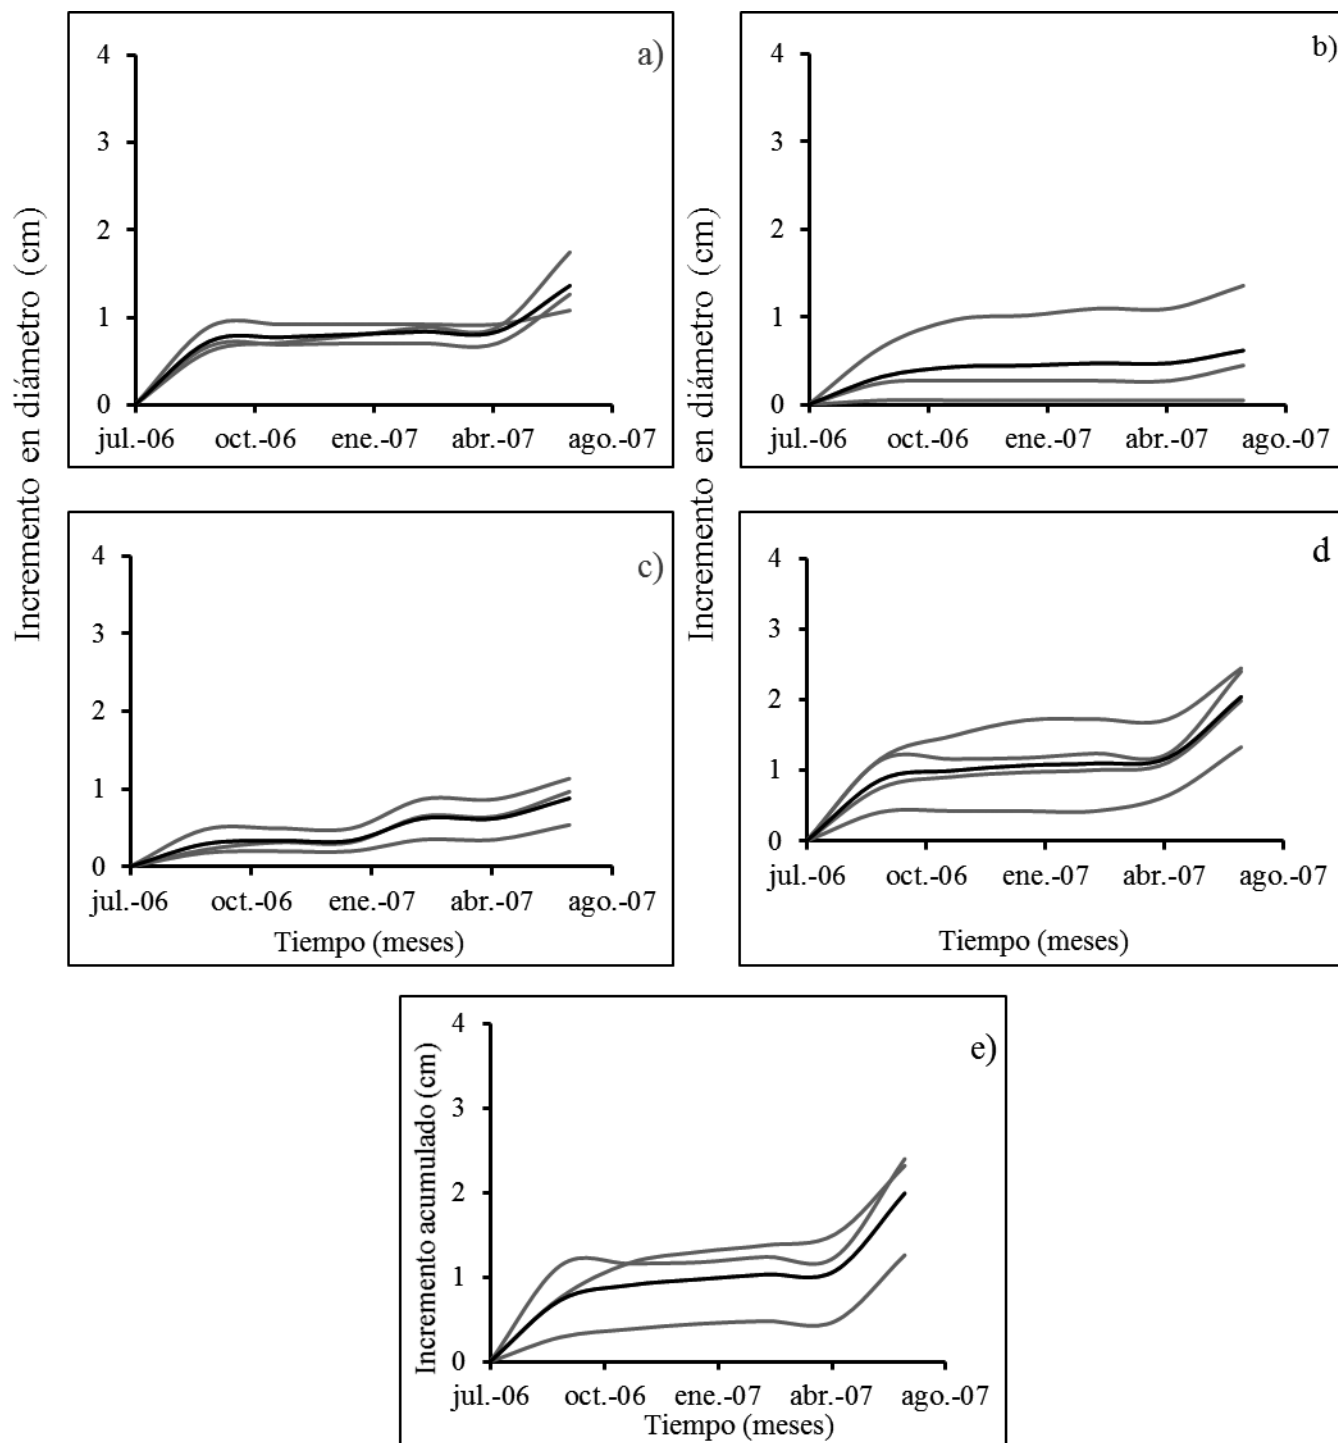 Incremento en diámetro (cm)
a)
4
3
2
1
0
jul.-06 oct.-06 ene.-07 abr.-07 ago.-07
Incremento en diámetro (cm)
b)
4
3
2
1
0
jul.-06 oct.-06 ene.-07 abr.-07 ago.-07
c)
4
3
2
1
0
jul.-06 oct.-06 ene.-07 abr.-07 ago.-07
Tiempo (meses)
d
4
3
2
1
0
jul.-06 oct.-06 ene.-07 abr.-07 ago.-07
Tiempo (meses)
Incremento acumulado (cm)
e)
4
3
2
1
0
jul.-06 oct.-06 ene.-07 abr.-07 ago.-07
Tiempo (meses)